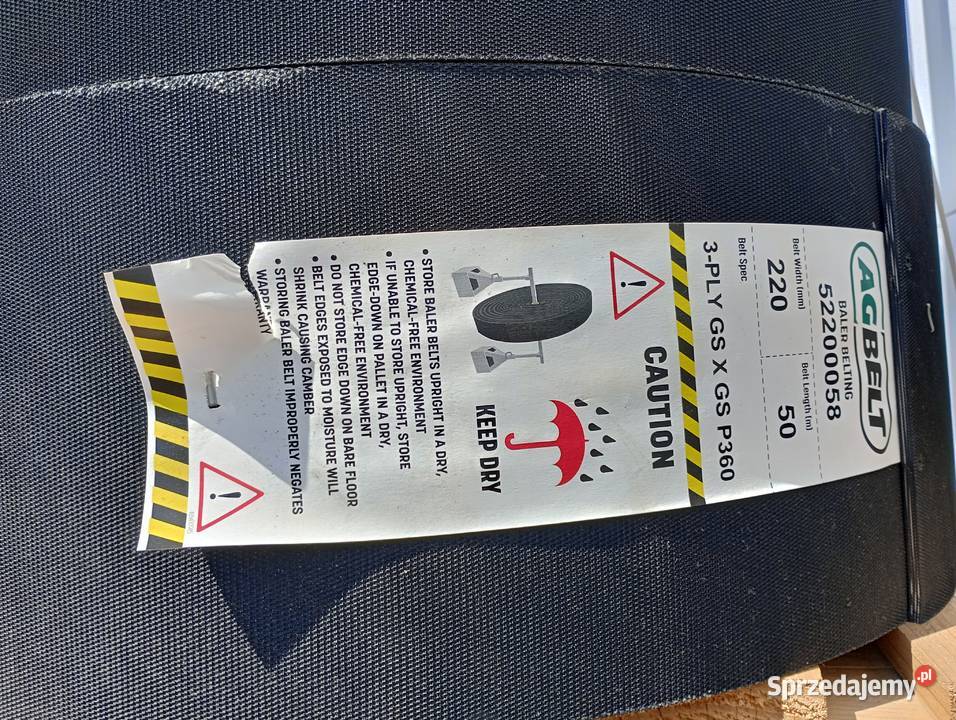 AGBELT
BALER BELTING
52200058
Belt Width (mm)
Belt Length (m)
220
50
Belt Spec
3-PLY GS X GS P360
CAUTION
KEEP DRY
• STORE BALER BELTS UPRIGHT IN A DRY,
CHEMICAL-FREE ENVIRONMENT
• IF UNABLE TO STORE UPRIGHT, STORE
EDGE-DOWN ON PALLET IN A DRY,
CHEMICAL-FREE ENVIRONMENT
• DO NOT STORE EDGE DOWN ON BARE FLOOR
• BELT EDGES EXPOSED TO MOISTURE WILL
SHRINK CAUSING CAMBER
• STORING BALER BELT IMPROPERLY NEGATES
WARRANTY
Sprzedajemy.pl